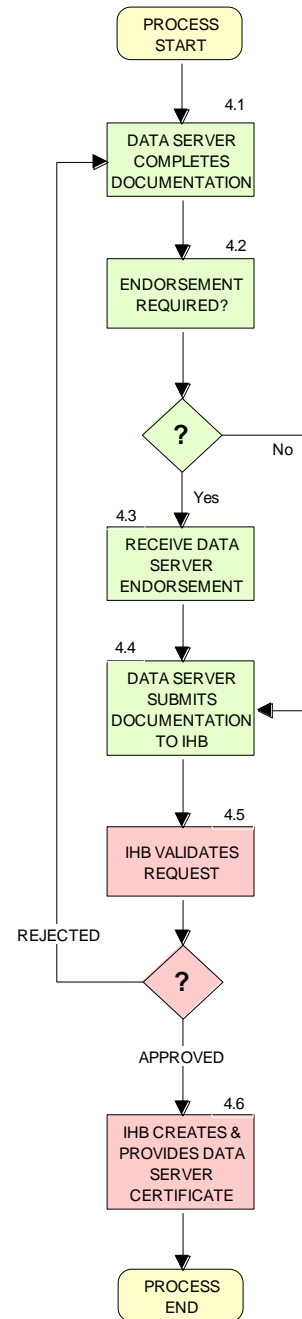 PROCESS
START
4.1
DATA SERVER
COMPLETES
DOCUMENTATION
4.2
ENDORSEMENT
REQUIRED?
?
No
Yes
4.3
RECEIVE DATA
SERVER
ENDORSEMENT
4.4
DATA SERVER
SUBMITS
DOCUMENTATION
TO IHB
4.5
IHB VALIDATES
REQUEST
REJECTED
?
APPROVED
4.6
IHB CREATES &
PROVIDES DATA
SERVER
CERTIFICATE
PROCESS
END